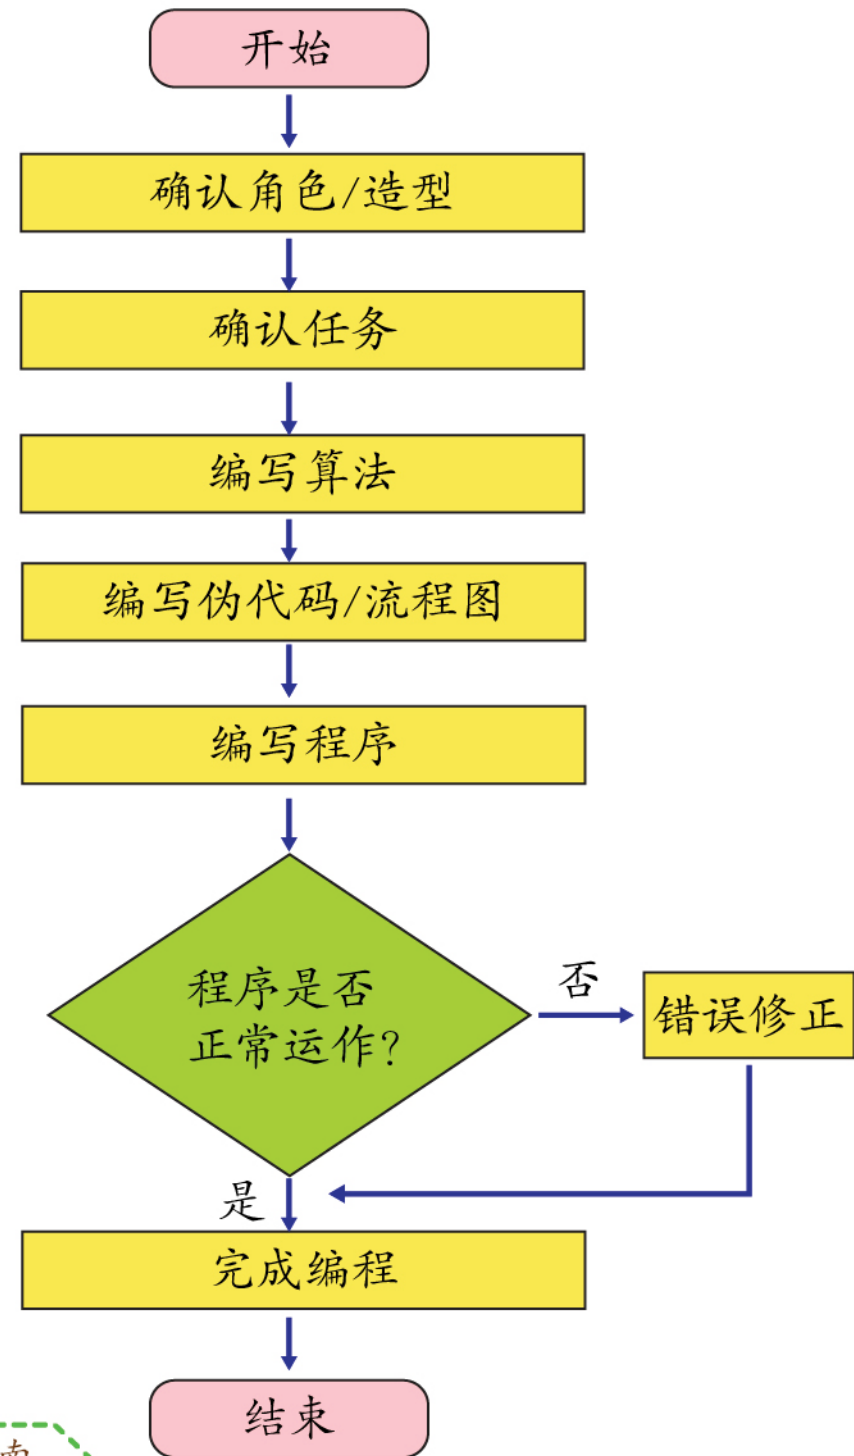 开始
确认角色/造型
确认任务
编写算法
编写伪代码/流程图
编写程序
程序是否
正常运作?
否
错误修正
是
完成编程
结束
南